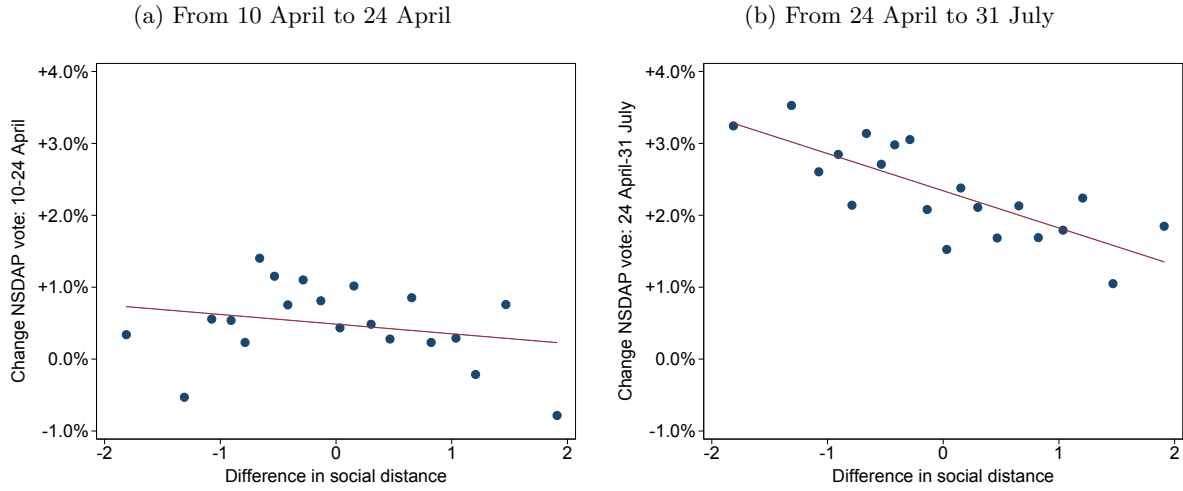 (a) From 10 April to 24 April
+4.0%
+3.0%
+2.0%
+1.0%
0.0%
-1.0%
Change NSDAP vote: 10-24 April
-2 -1 0 1 2
Difference in social distance
(b) From 24 April to 31 July
+4.0%
+3.0%
+2.0%
+1.0%
0.0%
-1.0%
Change NSDAP vote: 24 April-31 July
-2 -1 0 1 2
Difference in social distance